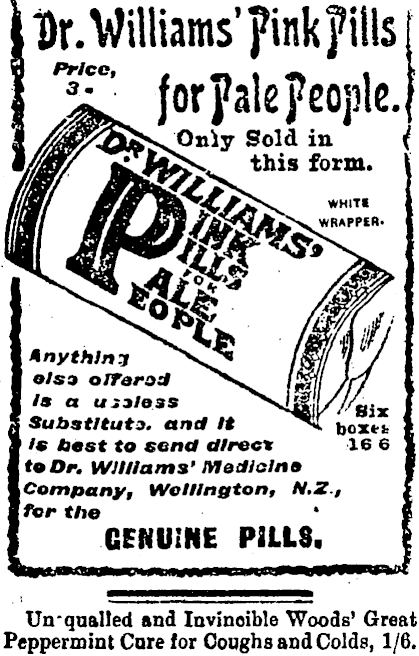 Dr. Williams' Pink Pills
for Pale People.
Price,
3 -
Only Sold in
this form.
WHITE
WRAPPER.
DR WILLIAMS'
PINK
PILLS
FOR
PALE
PEOPLE
Anything
else offered
is a useless
Substitute. and it
is best to send direct
to Dr. Williams' Medicine
Company, Wellington, N.Z.,
for the
Six
boxes
16 6
GENUINE PILLS.
Un-qualled and Invincible Woods' Great
Peppermint Cure for Coughs and Colds, 1/6.